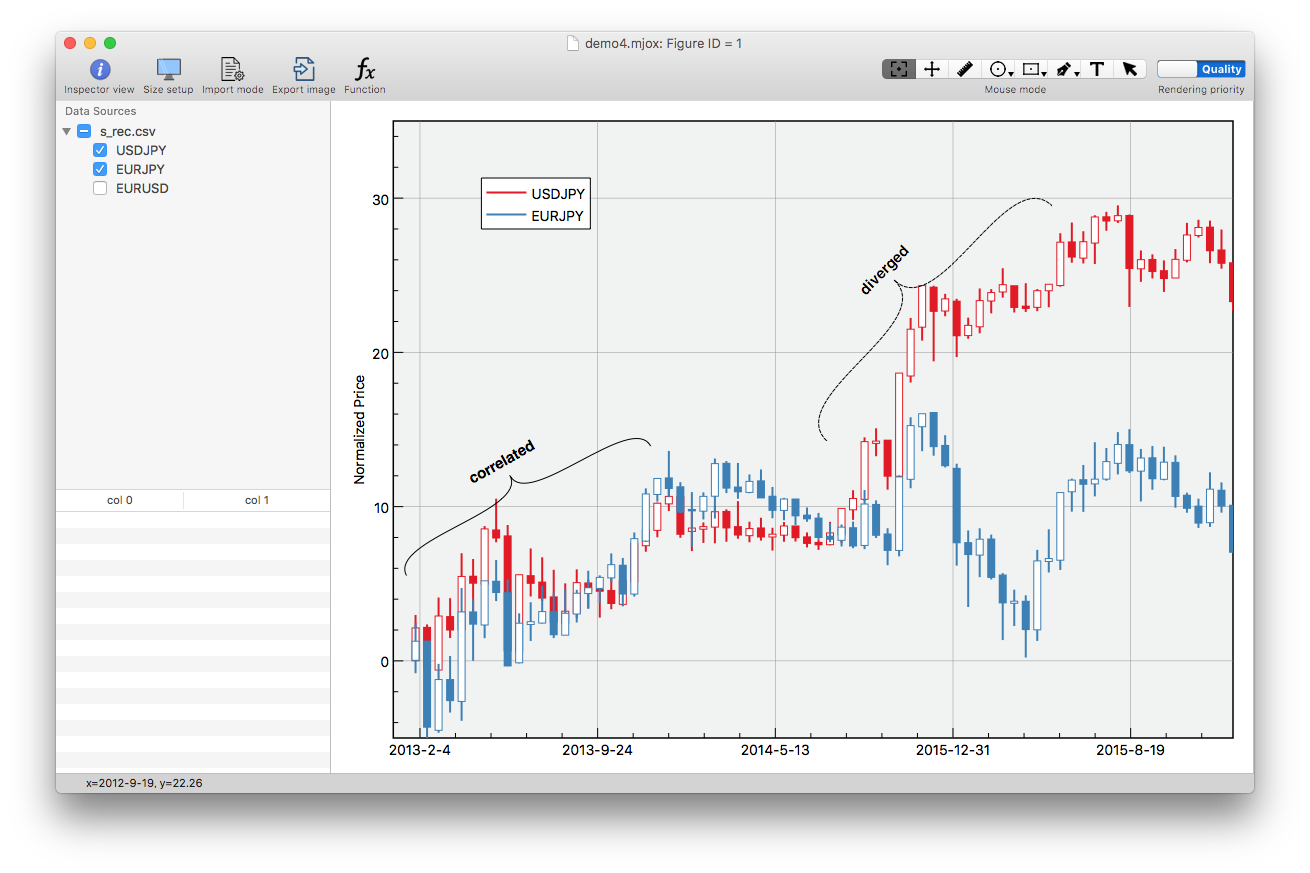 demo4.mjox: Figure ID = 1
Inspector view
Size setup
Import mode
Export image
fx
Function
T
Mouse mode
Quality
Rendering priority
Data Sources
s_rec.csv
USDJPY
EURJPY
EURUSD
col 0
col 1
USDJPY
EURJPY
correlated
diverged
Normalized Price
30
20
10
0
2013-2-4
2013-9-24
2014-5-13
2015-12-31
2015-8-19
x=2012-9-19, y=22.26